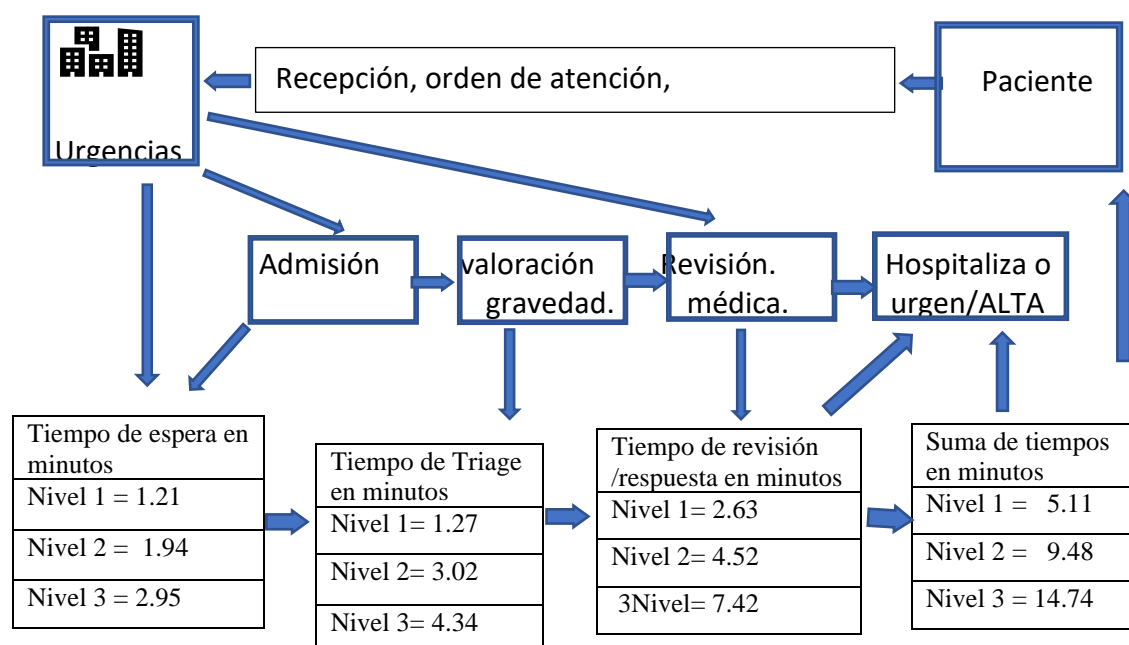 Recepción, orden de atención,
Paciente
Urgencias
Admisión
valoración
gravedad.
Revisión.
médica.
Hospitaliza o
urgen/ALTA
Tiempo de espera en
minutos
Nivel 1 = 1.21
Nivel 2 = 1.94
Nivel 3 = 2.95
Tiempo de Triage
en minutos
Nivel 1= 1.27
Nivel 2= 3.02
Nivel 3= 4.34
Tiempo de revisión
/respuesta en minutos
Nivel 1= 2.63
Nivel 2= 4.52
3Nivel= 7.42
Suma de tiempos
en minutos
Nivel 1 = 5.11
Nivel 2 = 9.48
Nivel 3 = 14.74